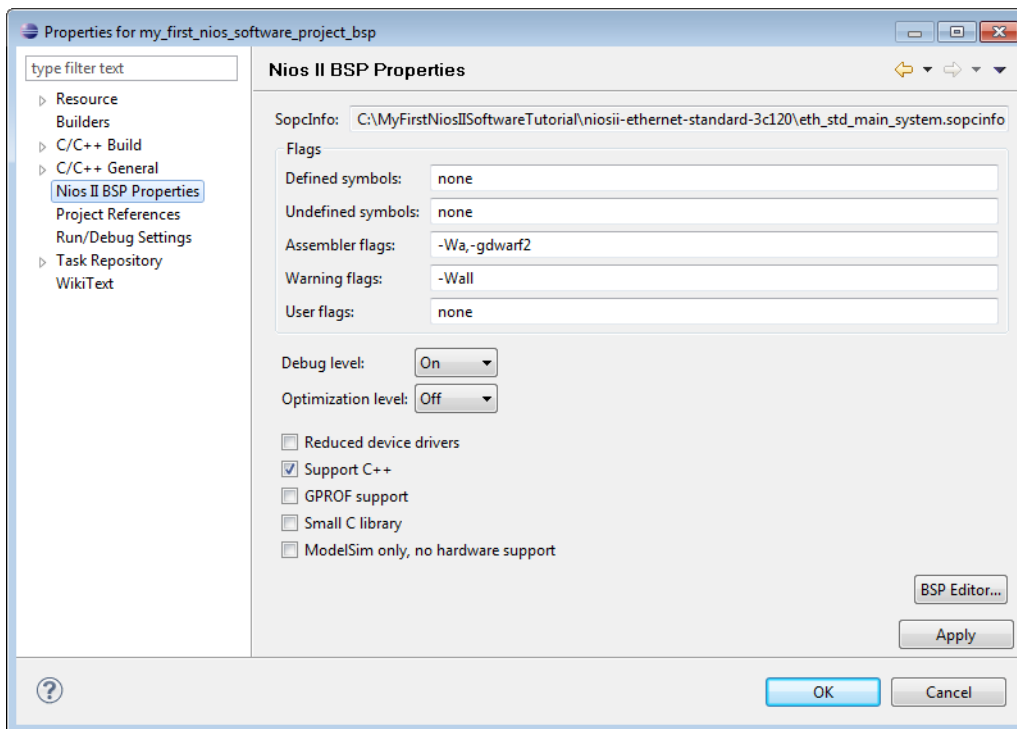 Properties for my_first_nios_software_project_bsp
type filter text
Resource
Builders
C/C++ Build
C/C++ General
Nios II BSP Properties
Project References
Run/Debug Settings
Task Repository
WikiText
Nios II BSP Properties
SopcInfo: C:\MyFirstNiosIISoftwareTutorial\niosii-ethernet-standard-3c120\eth_std_main_system.sopcinfo
Flags
Defined symbols: none
Undefined symbols: none
Assembler flags: -Wa,-gdwarf2
Warning flags: -Wall
User flags: none
Debug level: On
Optimization level: Off
Reduced device drivers
Support C++
GPROF support
Small C library
ModelSim only, no hardware support
BSP Editor...
Apply
?
OK Cancel